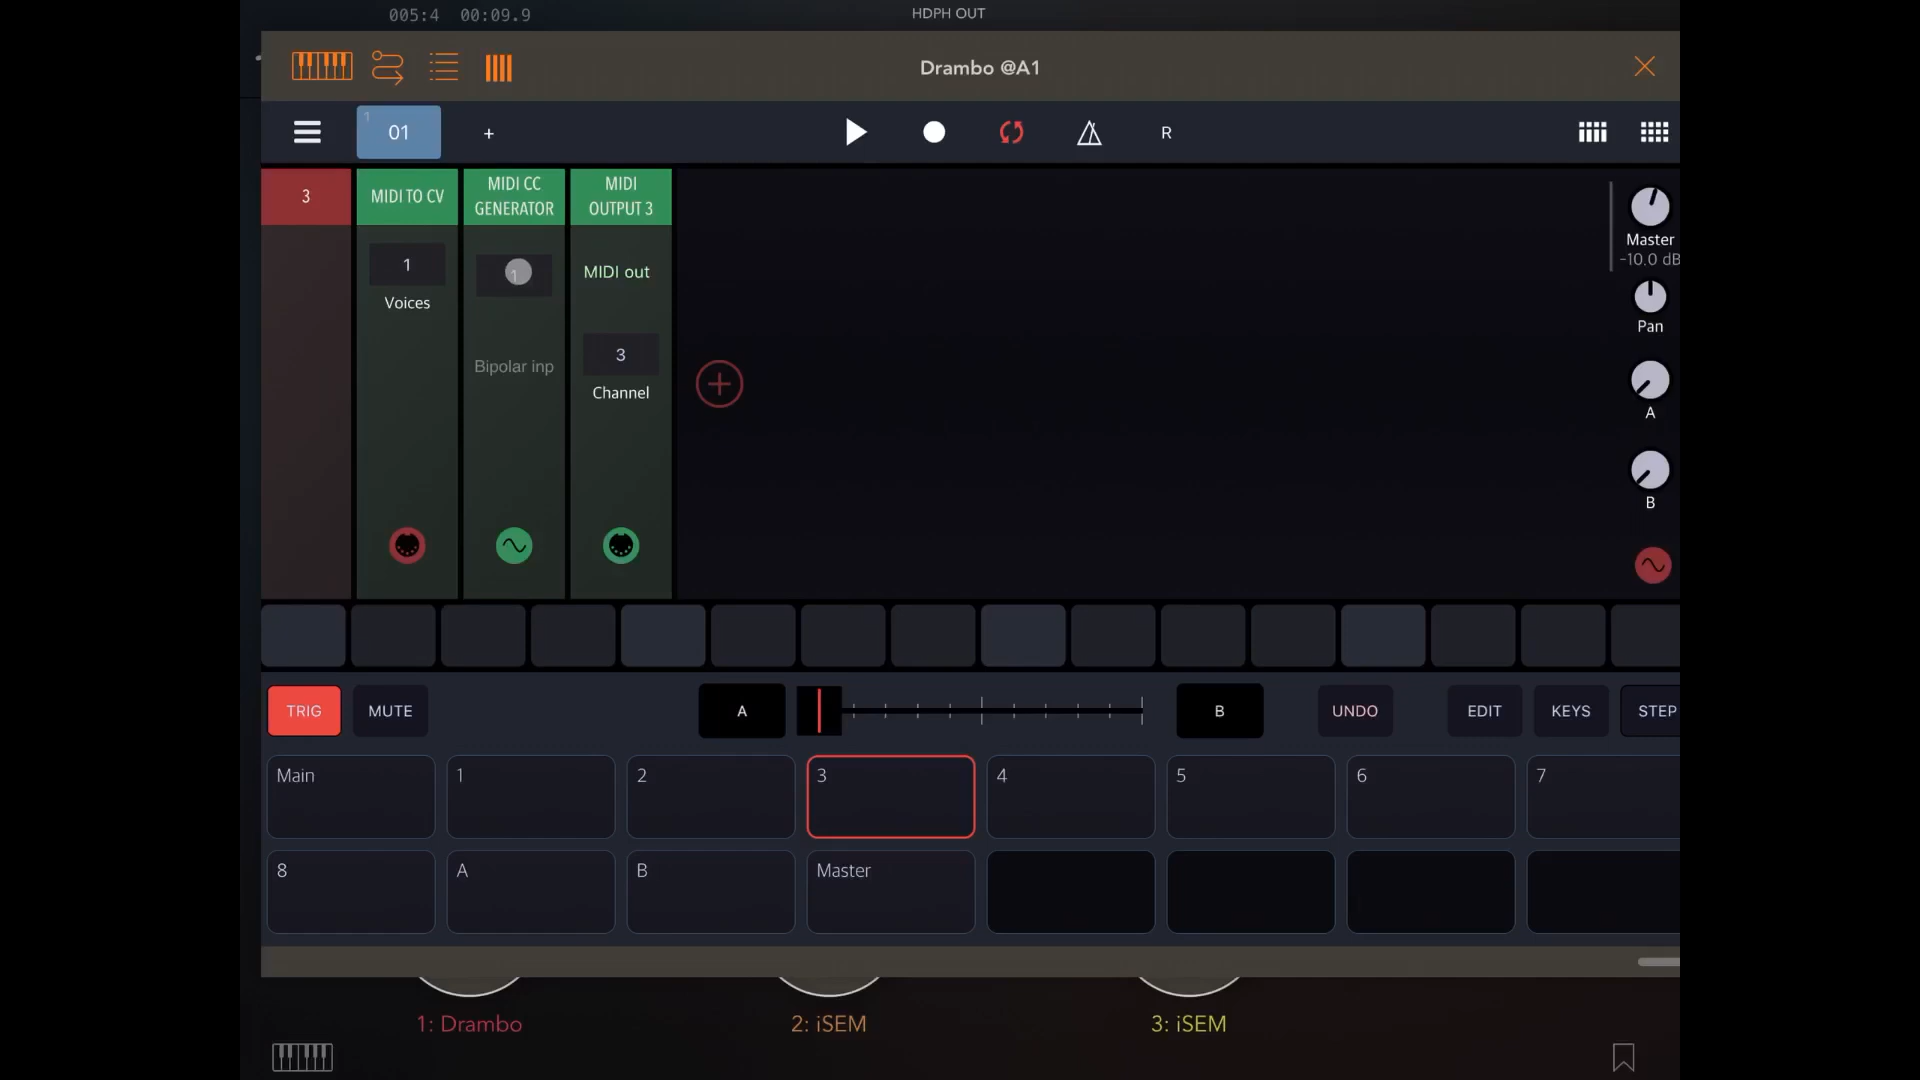 005:4 00:09.9
HDPH OUT
Drambo @A1
1
01
+
R
3
MIDI TO CV
MIDI CC
GENERATOR
MIDI
OUTPUT 3
1
Voices
1
Bipolar inp
MIDI out
3
Channel
Master
-10.0 dB
Pan
A
B
TRIG
MUTE
A
B
UNDO
EDIT
KEYS
STEP
Main
1
2
3
4
5
6
7
8
A
B
Master
1: Drambo
2: iSEM
3: iSEM